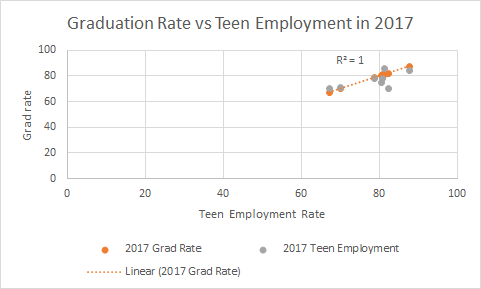 Graduation Rate vs Teen Employment in 2017
R² = 1
100
80
60
40
20
0
Grad rate
0 20 40 60 80 100
Teen Employment Rate
2017 Grad Rate 2017 Teen Employment
Linear (2017 Grad Rate)